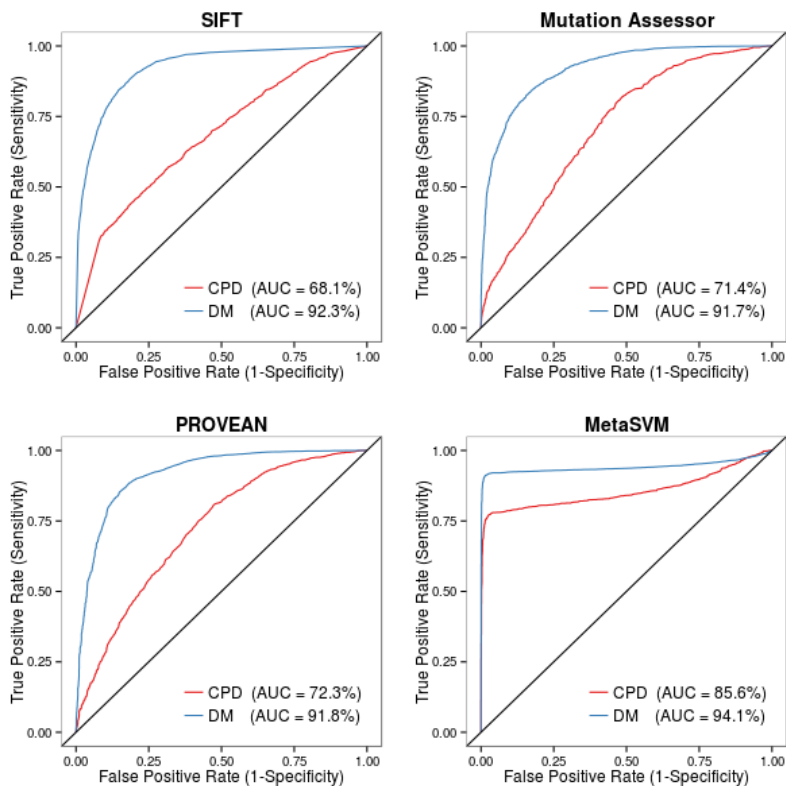 SIFT
True Positive Rate (Sensitivity)
1.00
0.75
0.50
0.25
0.00
CPD (AUC = 68.1%)
DM (AUC = 92.3%)
0.00 0.25 0.50 0.75 1.00
False Positive Rate (1-Specificity)
Mutation Assessor
True Positive Rate (Sensitivity)
1.00
0.75
0.50
0.25
0.00
CPD (AUC = 71.4%)
DM (AUC = 91.7%)
0.00 0.25 0.50 0.75 1.00
False Positive Rate (1-Specificity)
PROVEAN
True Positive Rate (Sensitivity)
1.00
0.75
0.50
0.25
0.00
CPD (AUC = 72.3%)
DM (AUC = 91.8%)
0.00 0.25 0.50 0.75 1.00
False Positive Rate (1-Specificity)
MetaSVM
True Positive Rate (Sensitivity)
1.00
0.75
0.50
0.25
0.00
CPD (AUC = 85.6%)
DM (AUC = 94.1%)
0.00 0.25 0.50 0.75 1.00
False Positive Rate (1-Specificity)